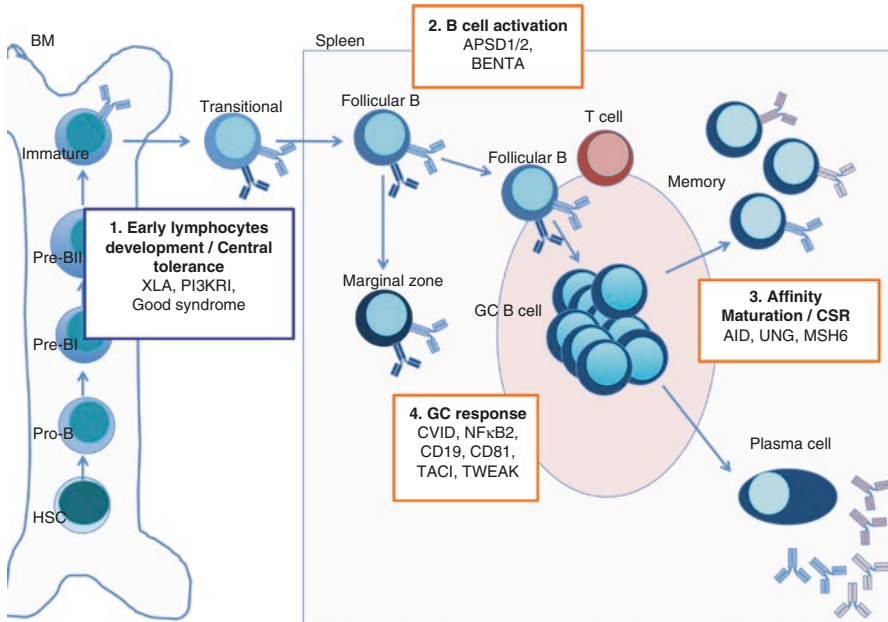 BM
Spleen
2. B cell activation
APSD1/2,
BENTA
Transitional
Follicular B
T cell
Immature
Follicular B
Memory
1. Early lymphocytes
development / Central
tolerance
XLA, PI3KRI,
Good syndrome
Pre-BII
Marginal zone
GC B cell
3. Affinity
Maturation / CSR
AID, UNG, MSH6
Pre-BI
4. GC response
CVID, NFκB2,
CD19, CD81,
TACI, TWEAK
Pro-B
Plasma cell
HSC